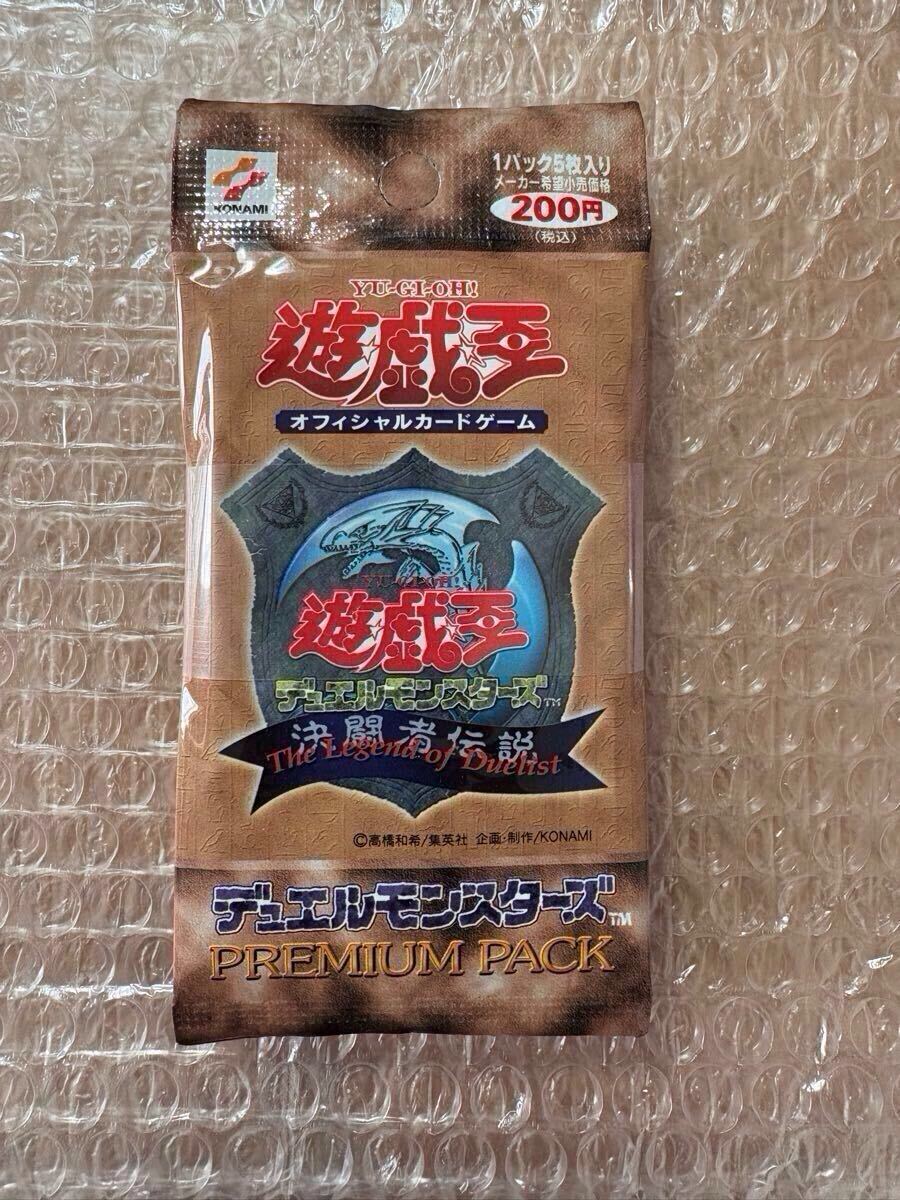 KONAMI
1パック5枚入り
メーカー希望小売価格
200円
(税込)
YU-GI-OH!
遊☆戯☆王
オフィシャルカードゲーム
YU-GI-OH!
遊☆戯☆王
デュエルモンスターズ™
決闘者伝説
The Legend of Duelist
©高橋和希/集英社 企画・制作/KONAMI
デュエルモンスターズ™
PREMIUM PACK